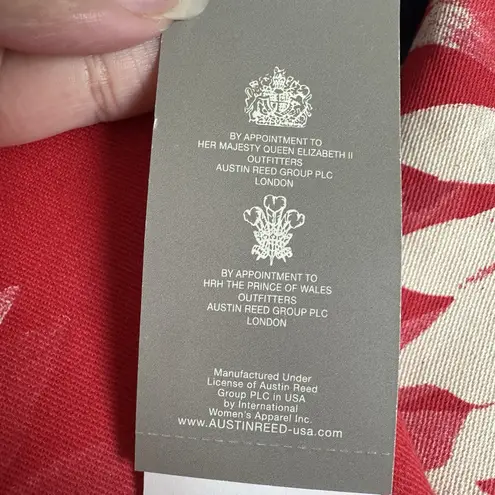 BY APPOINTMENT TO
HER MAJESTY QUEEN ELIZABETH II
OUTFITTERS
AUSTIN REED GROUP PLC
LONDON
BY APPOINTMENT TO
HRH THE PRINCE OF WALES
OUTFITTERS
AUSTIN REED GROUP PLC
LONDON
Manufactured Under
License of Austin Reed
Group PLC in USA
by International
Women's Apparel Inc.
www.AUSTINREED-usa.com